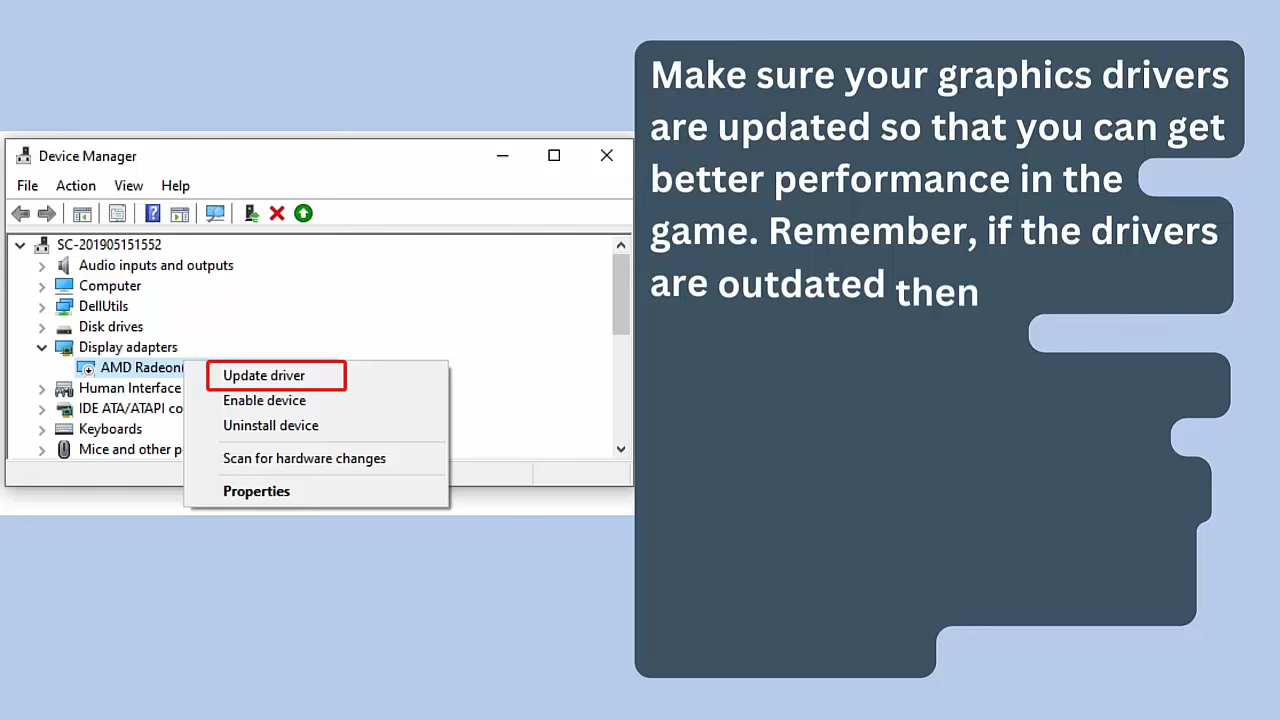 Device Manager
File Action View Help
SC-201905151552
Audio inputs and outputs
Computer
DellUtils
Disk drives
Display adapters
AMD Radeon(
Human Interface
IDE ATA/ATAPI co
Keyboards
Mice and other p
Update driver
Enable device
Uninstall device
Scan for hardware changes
Properties
Make sure your graphics drivers
are updated so that you can get
better performance in the
game. Remember, if the drivers
are outdated then